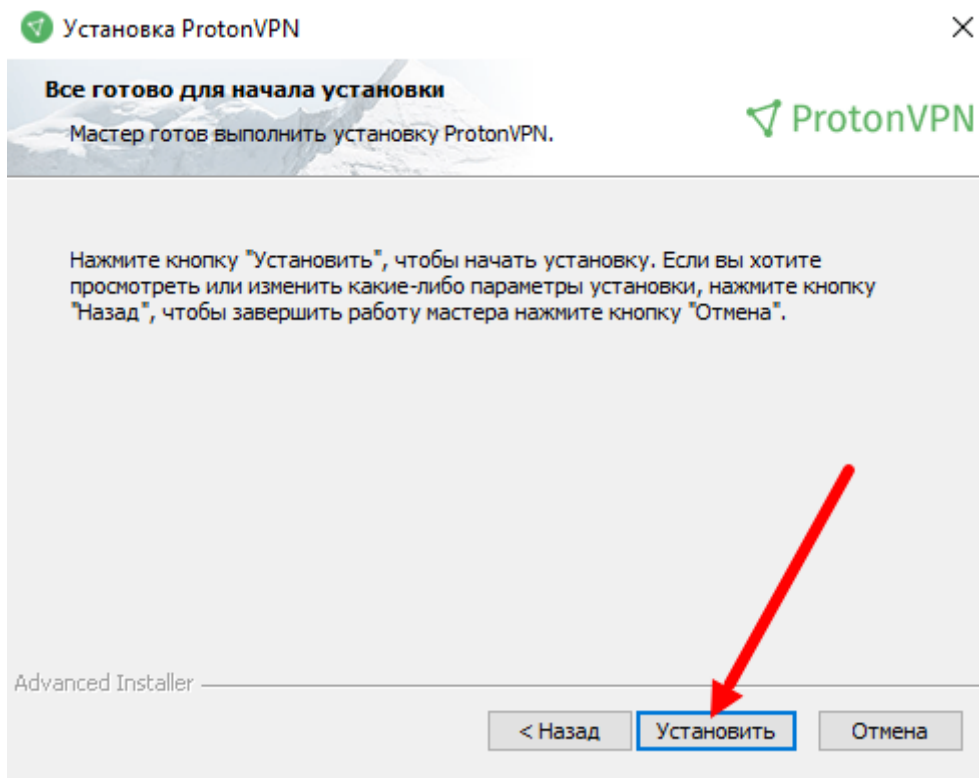 Установка ProtonVPN
Все готово для начала установки
Мастер готов выполнить установку ProtonVPN.
ProtonVPN
Нажмите кнопку "Установить", чтобы начать установку. Если вы хотите
просмотреть или изменить какие-либо параметры установки, нажмите кнопку
"Назад", чтобы завершить работу мастера нажмите кнопку "Отмена".
Advanced Installer
< Назад
Установить
Отмена